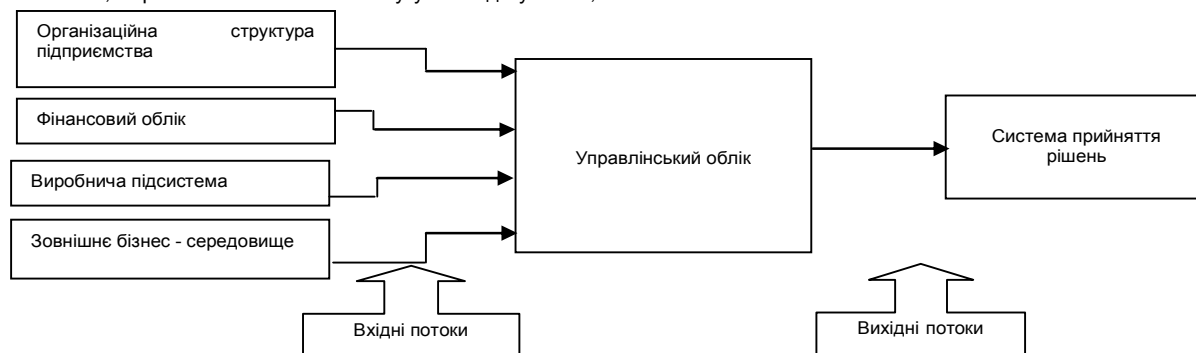 Організаційна структура
підприємства
Фінансовий облік
Виробнича підсистема
Зовнішнє бізнес - середовище
Управлінський облік
Система прийняття
рішень
Вхідні потоки
Вихідні потоки